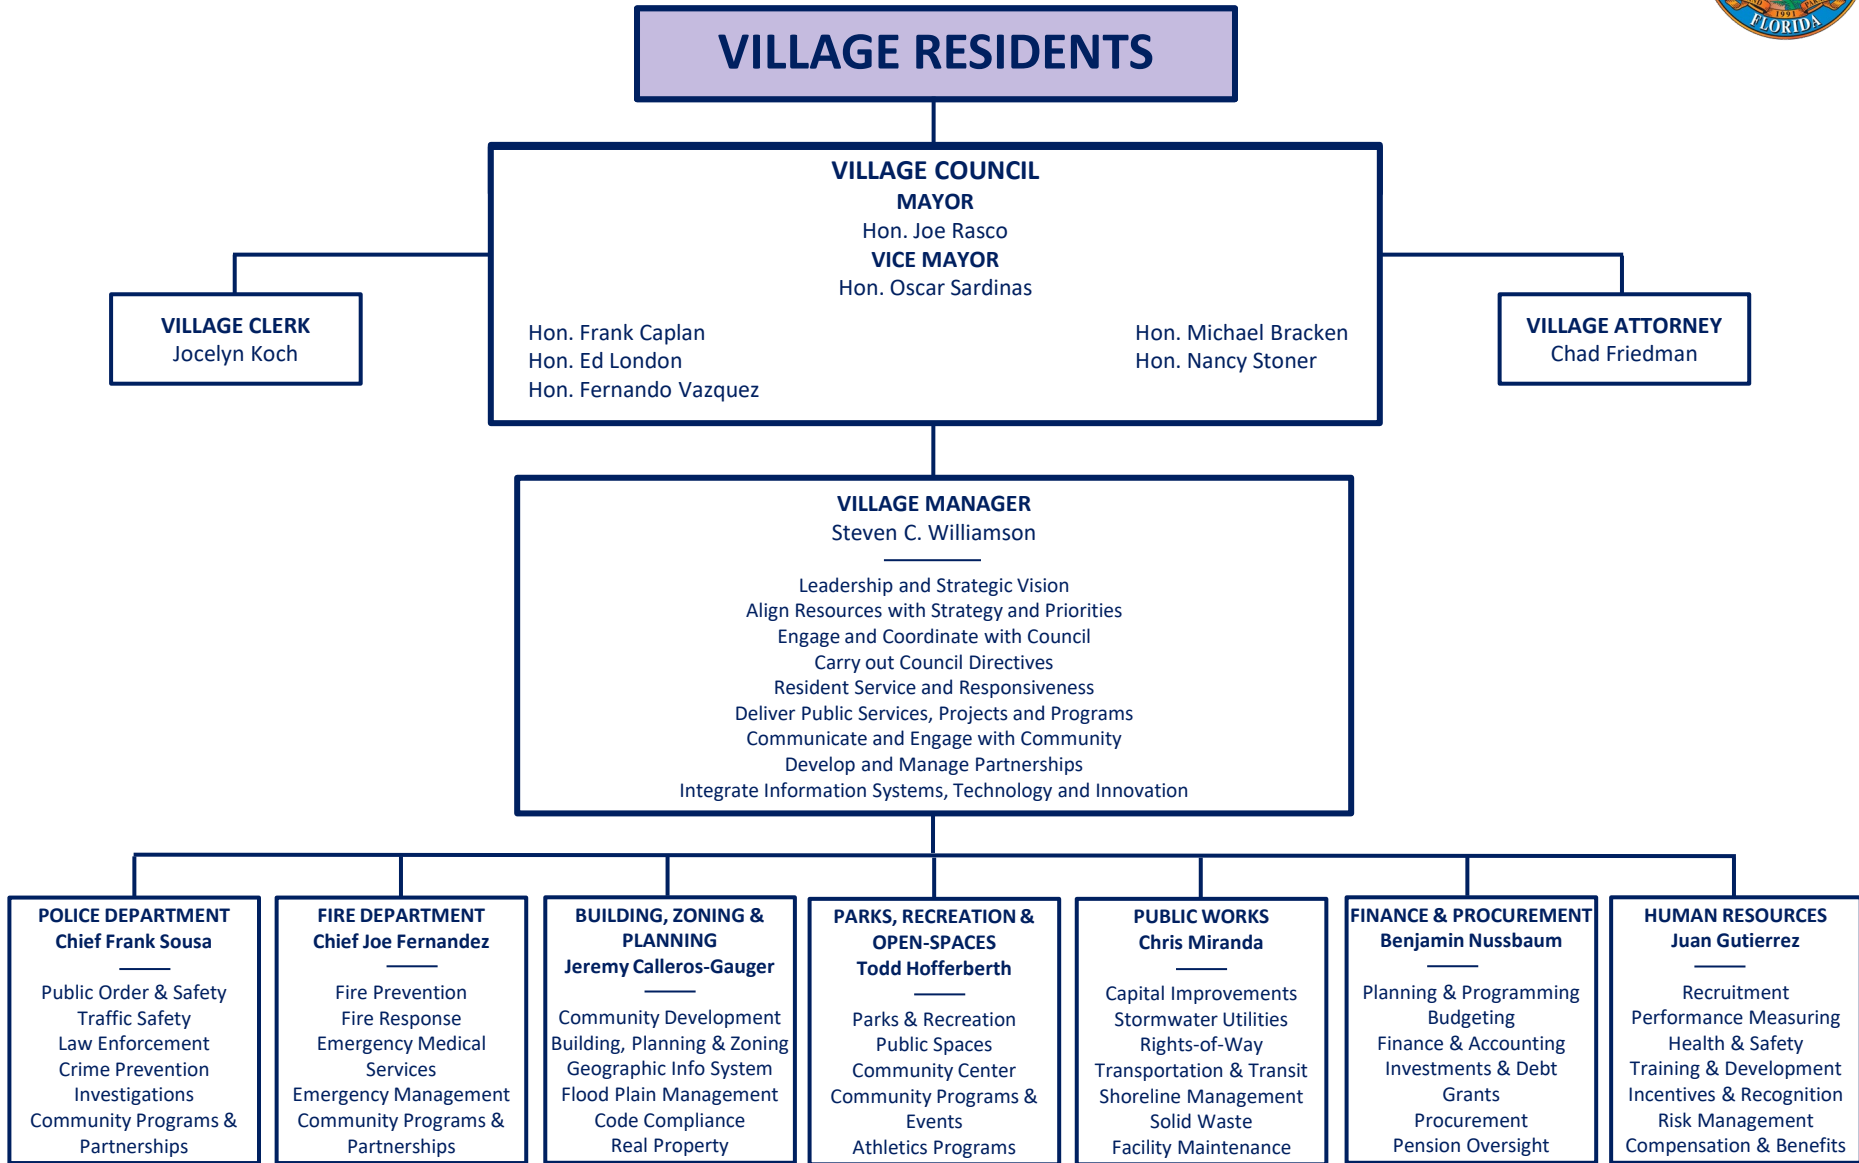 1991
FLORIDA
VILLAGE RESIDENTS
VILLAGE COUNCIL
MAYOR
Hon. Joe Rasco
VICE MAYOR
Hon. Oscar Sardinas
Hon. Frank Caplan
Hon. Ed London
Hon. Fernando Vazquez
Hon. Michael Bracken
Hon. Nancy Stoner
VILLAGE CLERK
Jocelyn Koch
VILLAGE ATTORNEY
Chad Friedman
VILLAGE MANAGER
Steven C. Williamson
Leadership and Strategic Vision
Align Resources with Strategy and Priorities
Engage and Coordinate with Council
Carry out Council Directives
Resident Service and Responsiveness
Deliver Public Services, Projects and Programs
Communicate and Engage with Community
Develop and Manage Partnerships
Integrate Information Systems, Technology and Innovation
POLICE DEPARTMENT
Chief Frank Sousa
Public Order & Safety
Traffic Safety
Law Enforcement
Crime Prevention
Investigations
Community Programs &
Partnerships
FIRE DEPARTMENT
Chief Joe Fernandez
Fire Prevention
Fire Response
Emergency Medical
Services
Emergency Management
Community Programs &
Partnerships
BUILDING, ZONING &
PLANNING
Jeremy Calleros-Gauger
Community Development
Building, Planning & Zoning
Geographic Info System
Flood Plain Management
Code Compliance
Real Property
PARKS, RECREATION &
OPEN-SPACES
Todd Hofferberth
Parks & Recreation
Public Spaces
Community Center
Community Programs &
Events
Athletics Programs
PUBLIC WORKS
Chris Miranda
Capital Improvements
Stormwater Utilities
Rights-of-Way
Transportation & Transit
Shoreline Management
Solid Waste
Facility Maintenance
FINANCE & PROCUREMENT
Benjamin Nussbaum
Planning & Programming
Budgeting
Finance & Accounting
Investments & Debt
Grants
Procurement
Pension Oversight
HUMAN RESOURCES
Juan Gutierrez
Recruitment
Performance Measuring
Health & Safety
Training & Development
Incentives & Recognition
Risk Management
Compensation & Benefits